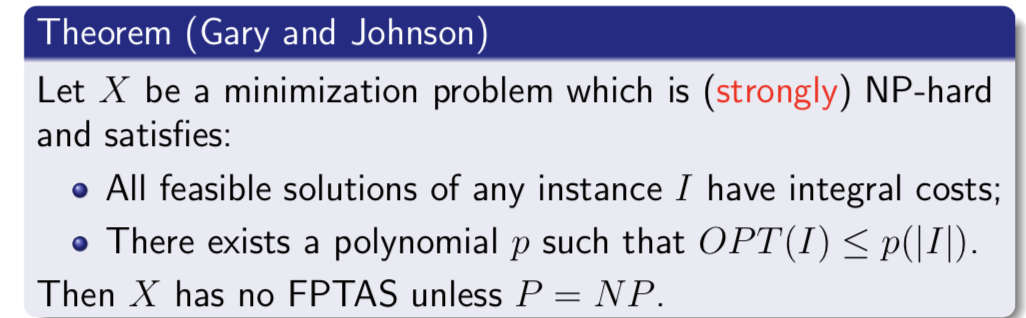 Theorem (Gary and Johnson)
Let X be a minimization problem which is (strongly) NP-hard
and satisfies:
All feasible solutions of any instance I have integral costs;
There exists a polynomial p such that OPT(I) ≤ p(|I|).
Then X has no FPTAS unless P = NP.